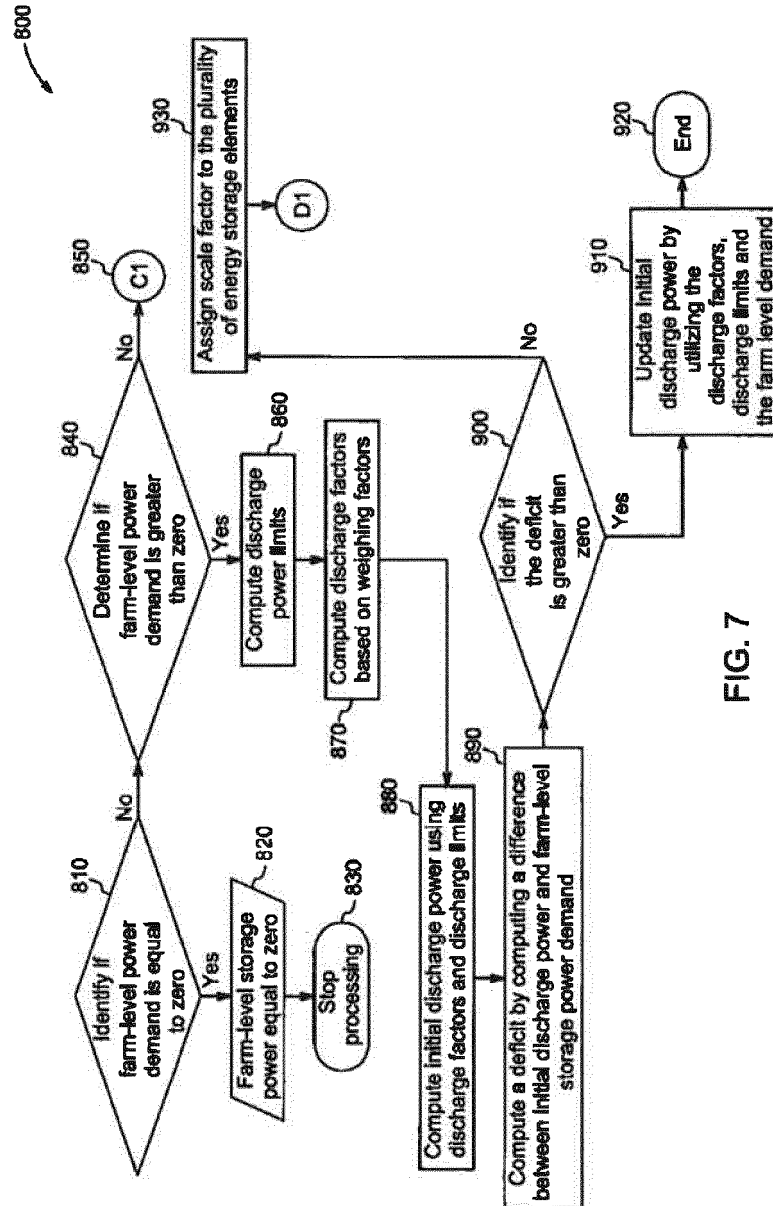 800
810
Identify if
farm-level power
demand is equal
to zero
No
Yes
820
Farm-level storage
power equal to zero
830
Stop
processing
840
Determine if
farm-level power
demand is greater
than zero
No
850
C1
Yes
860
Compute discharge
power limits
870
Compute discharge factors
based on weighing factors
880
Compute initial discharge power using
discharge factors and discharge limits
890
Compute a deficit by computing a difference
between initial discharge power and farm-level
storage power demand
900
Identify if
the deficit
is greater than
zero
No
930
Assign scale factor to the plurality
of energy storage elements
D1
Yes
910
Update initial
discharge power by
utilizing the
discharge factors,
discharge limits and
the farm level demand
920
End
FIG. 7